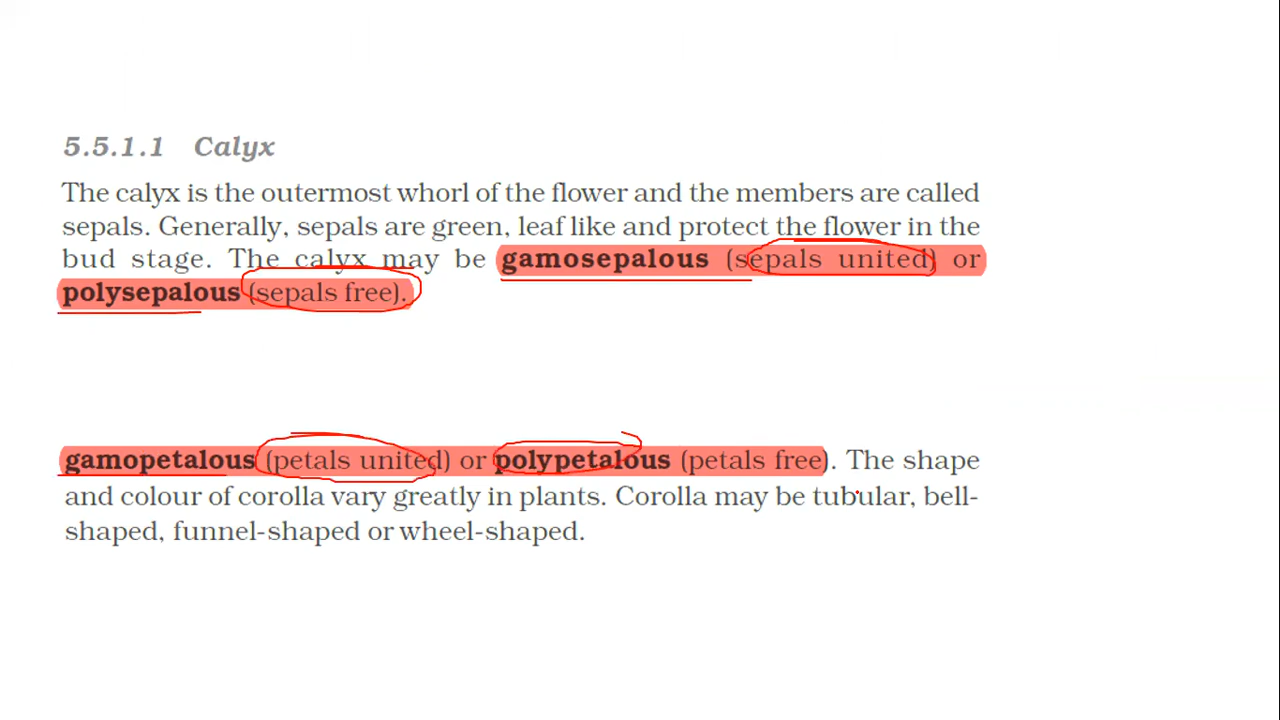 5.5.1.1 Calyx
The calyx is the outermost whorl of the flower and the members are called
sepals. Generally, sepals are green, leaf like and protect the flower in the
bud stage. The calyx may be gamosepalous (sepals united) or
polysepalous (sepals free).
gamopetalous (petals united) or polypetalous (petals free). The shape
and colour of corolla vary greatly in plants. Corolla may be tubular, bell-
shaped, funnel-shaped or wheel-shaped.